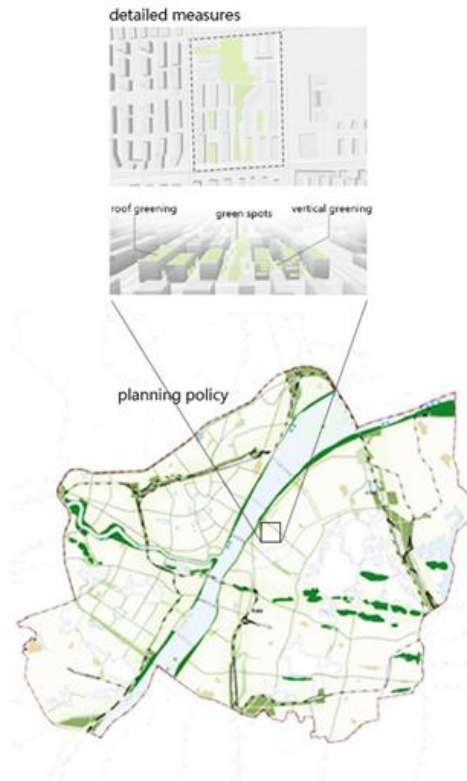 detailed measures
roof greening
green spots
vertical greening
planning policy